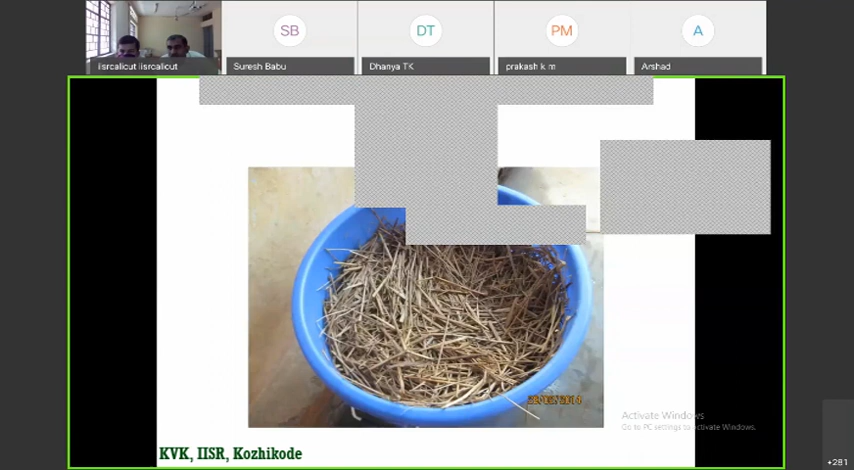 SB
DT
PM
A
iisrcalicut iisrcalicut
Suresh Babu
Dhanya TK
prakash k m
Arshad
Activate Windows
Go to PC settings to activate Windows.
KVK, IISR, Kozhikode
+281